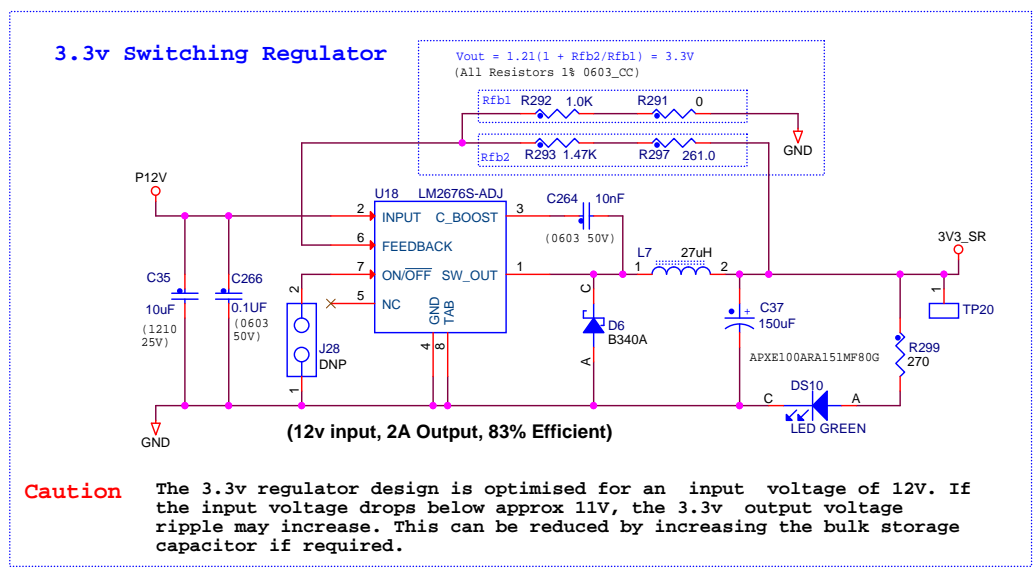 3.3v Switching Regulator
Vout = 1.21(1 + Rfb2/Rfb1) = 3.3V
(All Resistors 1% 0603_CC)
Rfb1 R292 1.0K R291 0
Rfb2 R293 1.47K R297 261.0
GND
P12V
U18 LM2676S-ADJ
2 INPUT C_BOOST 3
6 FEEDBACK
7 ON/OFF SW_OUT 1
5 NC
GND
TAB
4
8
C264 10nF
(0603 50V)
L7 27uH
1 2
3V3_SR
C35
10uF
(1210
25V)
C266
0.1UF
(0603
50V)
2
J28
DNP
1
C
D6
B340A
A
C37
+
150uF
APXE100ARA151MF80G
1
TP20
R299
270
DS10
C A
LED GREEN
GND
(12v input, 2A Output, 83% Efficient)
Caution
The 3.3v regulator design is optimised for an input voltage of 12V. If
the input voltage drops below approx 11V, the 3.3v output voltage
ripple may increase. This can be reduced by increasing the bulk storage
capacitor if required.